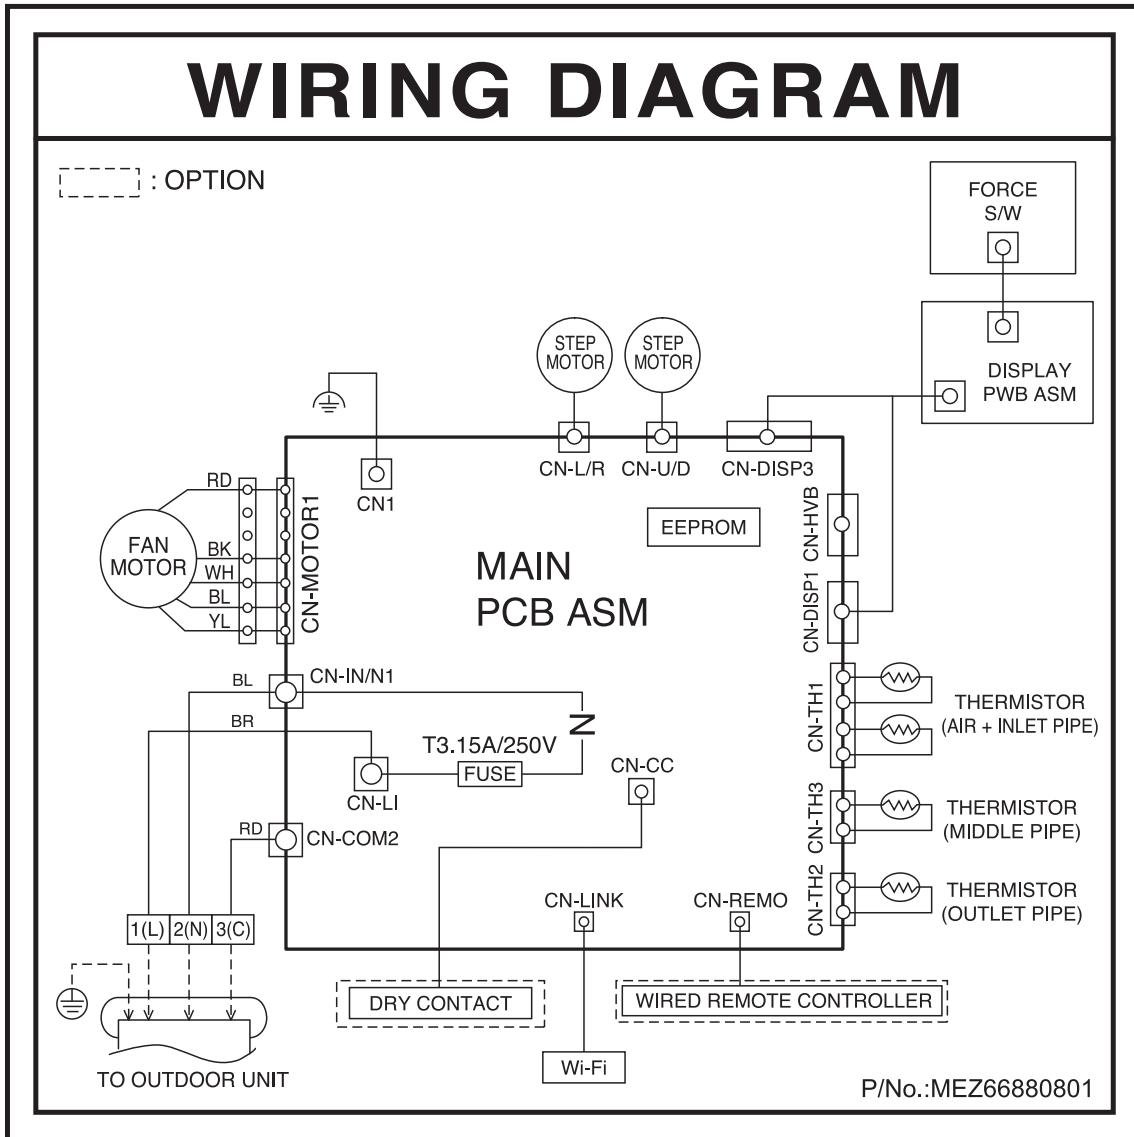 WIRING DIAGRAM
: OPTION
FORCE
S/W
DISPLAY
PWB ASM
STEP
MOTOR
STEP
MOTOR
CN-L/R
CN-U/D
CN-DISP3
CN1
RD
BK
WH
BL
YL
FAN
MOTOR
CN-MOTOR1
EEPROM
MAIN
PCB ASM
CN-HVB
CN-DISP1
CN-TH1
THERMISTOR
(AIR + INLET PIPE)
CN-TH3
THERMISTOR
(MIDDLE PIPE)
CN-TH2
THERMISTOR
(OUTLET PIPE)
BL
CN-IN/N1
BR
N
T3.15A/250V
FUSE
CN-LI
CN-CC
RD
CN-COM2
CN-LINK
CN-REMO
1(L) 2(N) 3(C)
DRY CONTACT
WIRED REMOTE CONTROLLER
Wi-Fi
TO OUTDOOR UNIT
P/No.:MEZ66880801